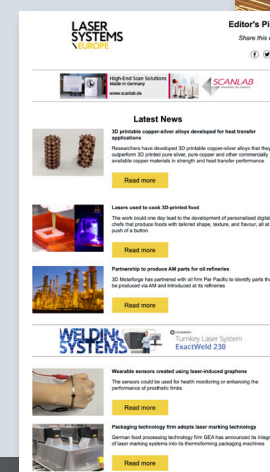 LASER
SYSTEMS
EUROPE
Editor's Pi
Share this e
High-End Scan Solutions
Made in Germany
www.scanlab.de
SCANLAB
Latest News
3D printable copper-silver alloys developed for heat transfer
applications
Researchers have developed 3D printable copper-silver alloys that they
outperform 3D printed pure silver, pure copper and other commercially
available copper materials in strength and heat transfer performance
Read more
Lasers used to cook 3D-printed food
The work could one day lead to the development of personalised digital
chefs that produce foods with tailored shape, texture, and flavour, all at
push of a button
Read more
Partnership to produce AM parts for oil refineries
3D Metalforge has partnered with oil firm Par Pacific to identify parts tha
be produced via AM and introduced at its refineries
Read more
WELDING
SYSTEMS
Turnkey Laser System
ExactWeld 230
Wearable sensors created using laser-induced graphene
The sensors could be used for health monitoring or enhancing the
performance of prosthetic limbs
Read more
Packaging technology firm adopts laser marking technology
German food processing technology firm GEA has announced its integra
of laser marking systems into its thermoforming packaging machines
Read more